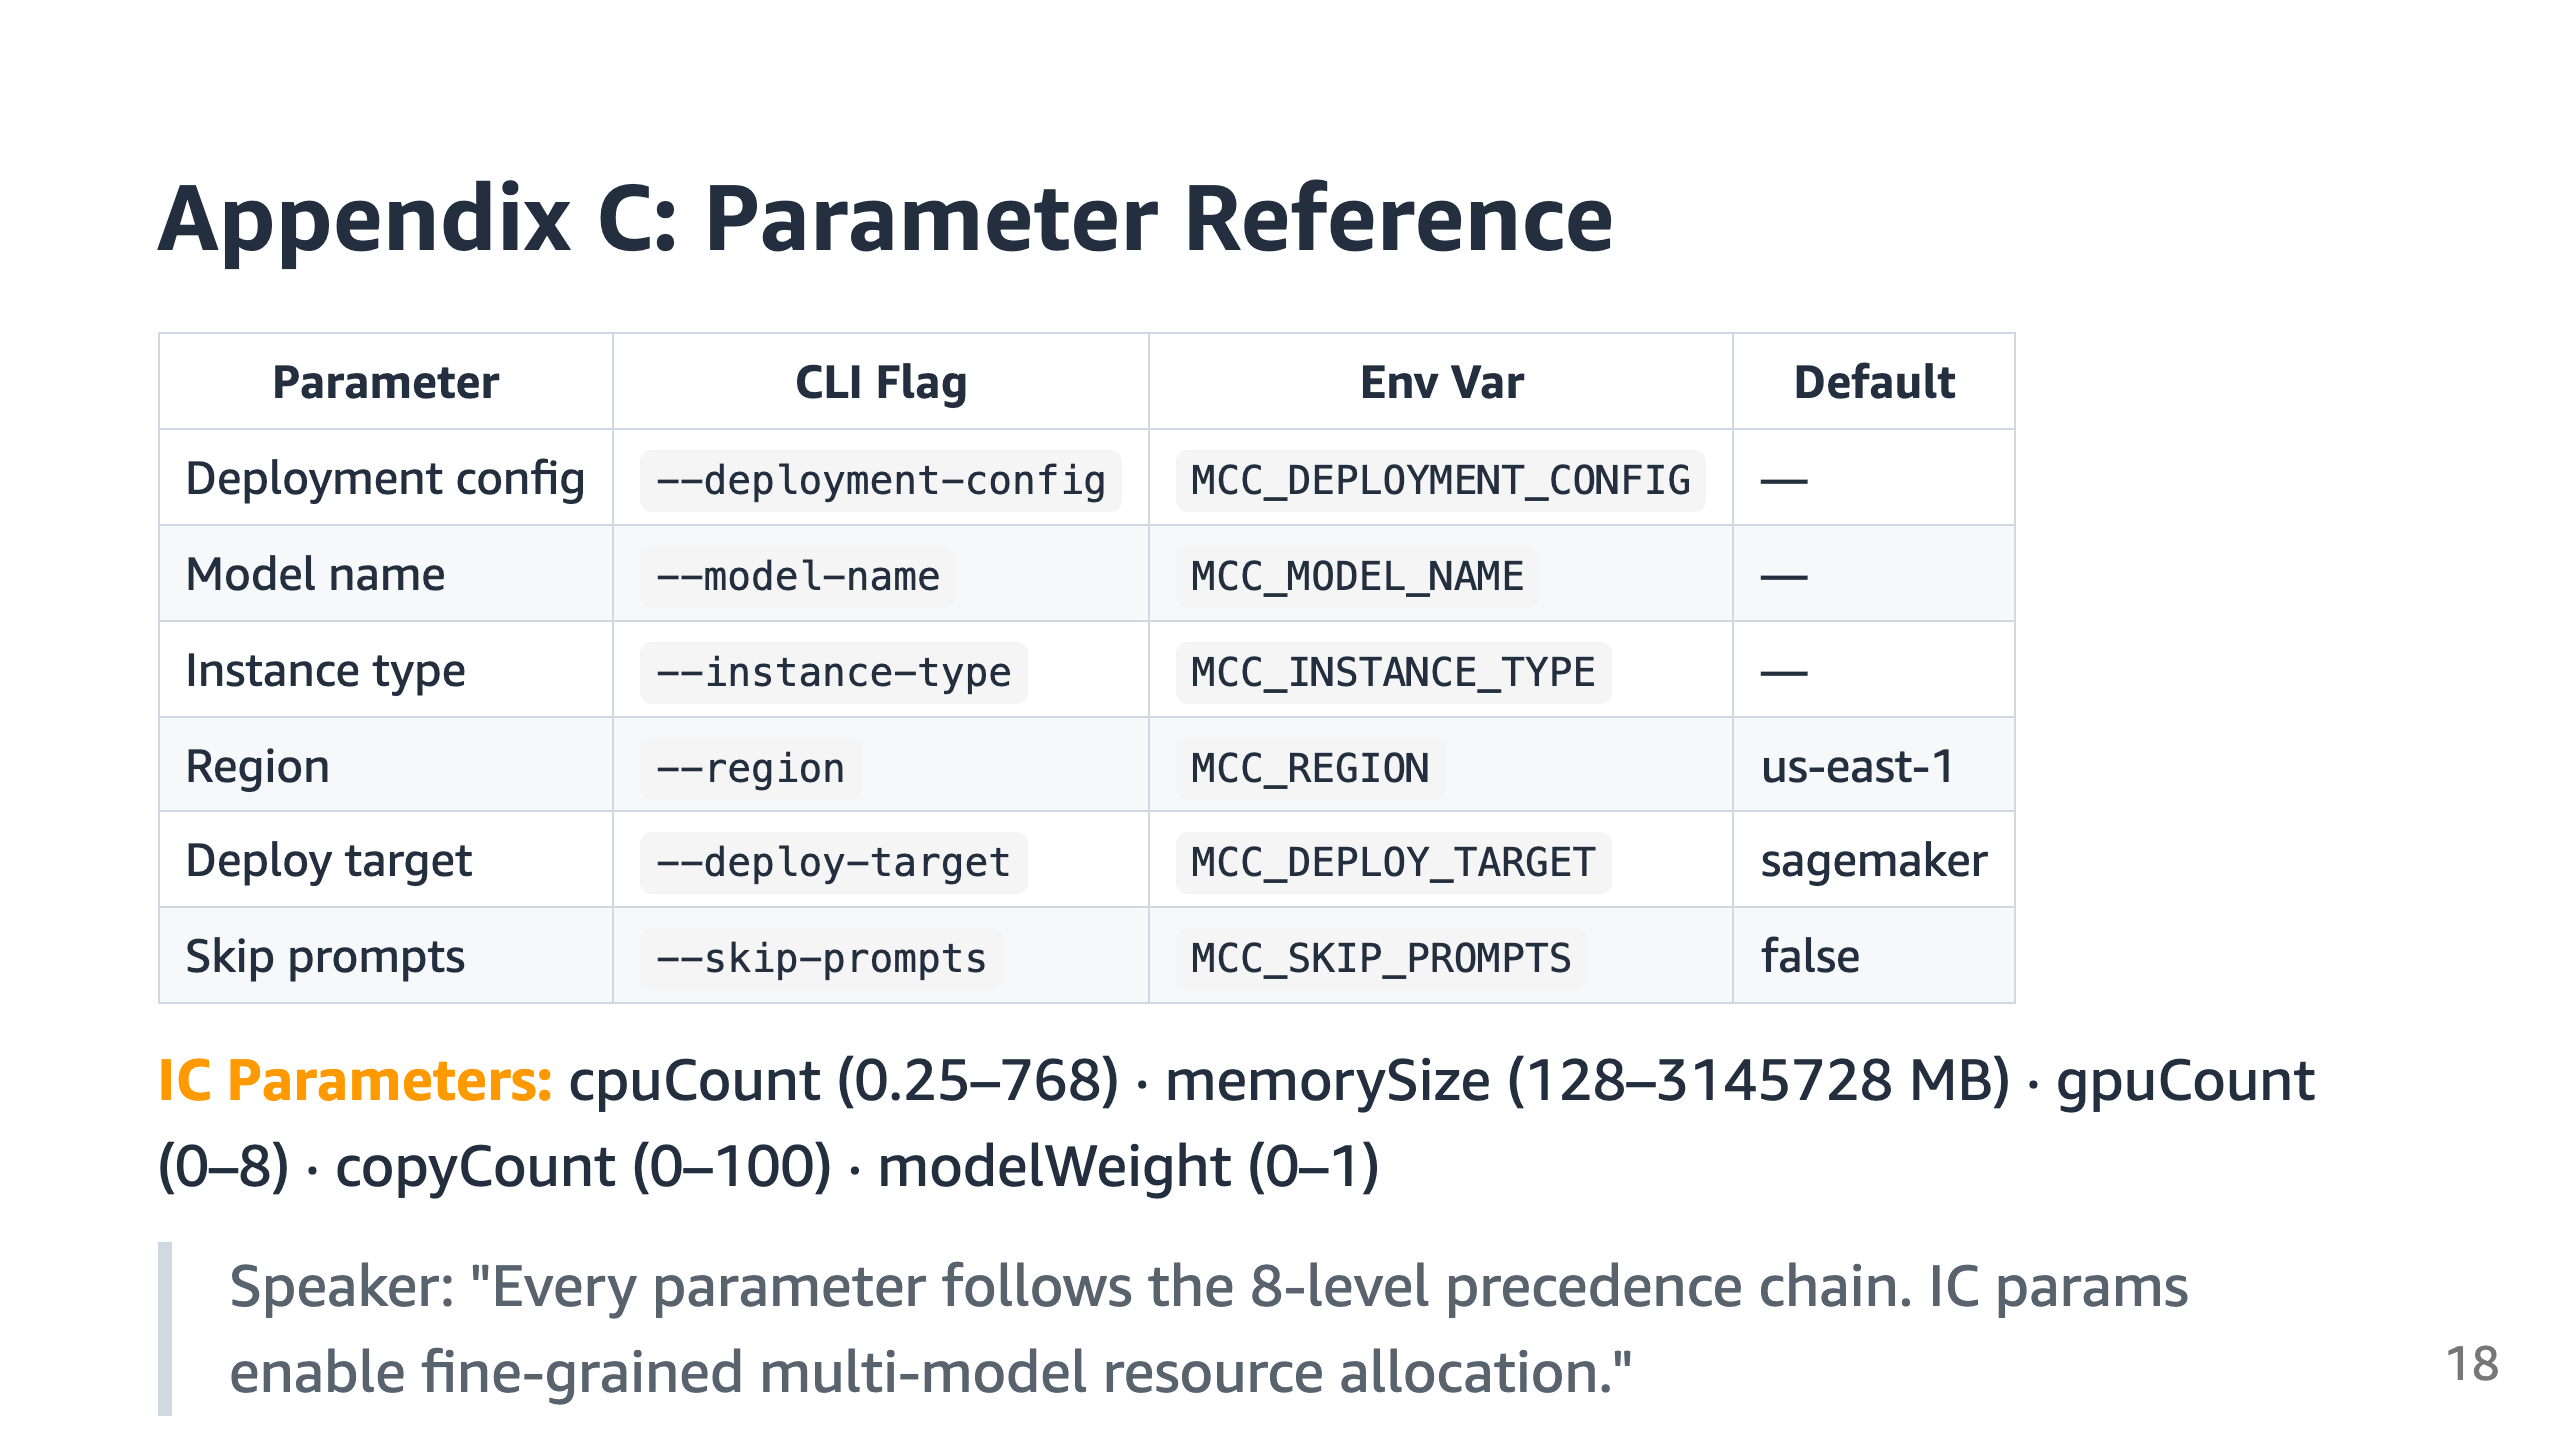 Appendix C: Parameter Reference
Parameter CLI Flag Env Var Default
Deployment config --deployment-config MCC_DEPLOYMENT_CONFIG —
Model name --model-name MCC_MODEL_NAME —
Instance type --instance-type MCC_INSTANCE_TYPE —
Region --region MCC_REGION us-east-1
Deploy target --deploy-target MCC_DEPLOY_TARGET sagemaker
Skip prompts --skip-prompts MCC_SKIP_PROMPTS false
IC Parameters: cpuCount (0.25–768) · memorySize (128–3145728 MB) · gpuCount
(0–8) · copyCount (0–100) · modelWeight (0–1)
Speaker: "Every parameter follows the 8-level precedence chain. IC params
enable fine-grained multi-model resource allocation."
18